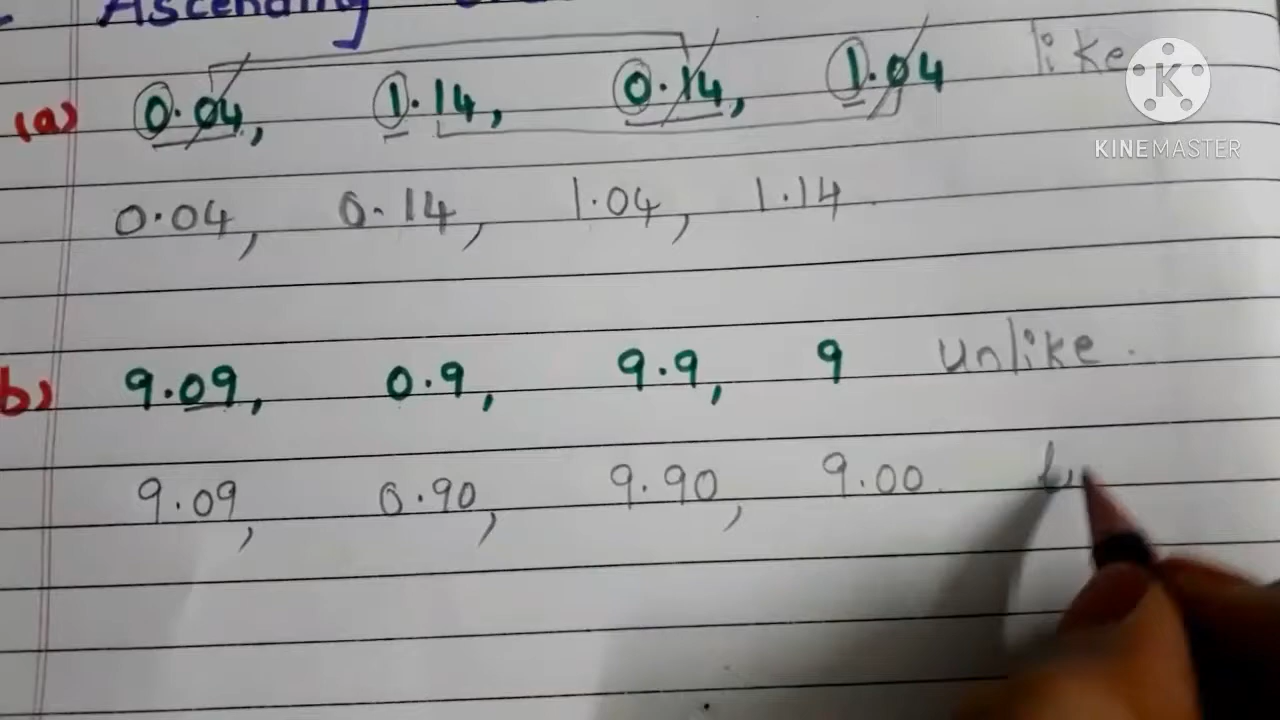 Ascending
like
(a) 0.04, 1.14, 0.14, 1.04
K
KINEMASTER
0.04, 0.14, 1.04, 1.14
b) 9.09, 0.9, 9.9, 9 Unlike.
9.09, 0.90, 9.90, 9.00